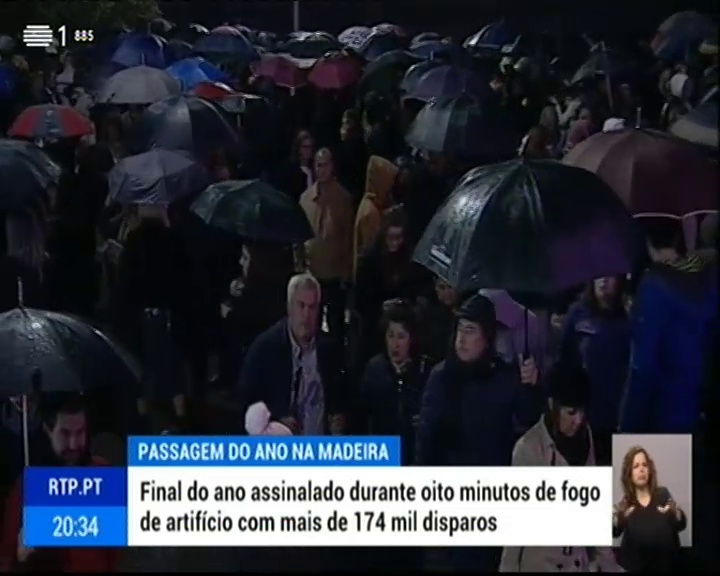 1 885
PASSAGEM DO ANO NA MADEIRA
RTP.PT
Final do ano assinalado durante oito minutos de fogo
de artifício com mais de 174 mil disparos
20:34